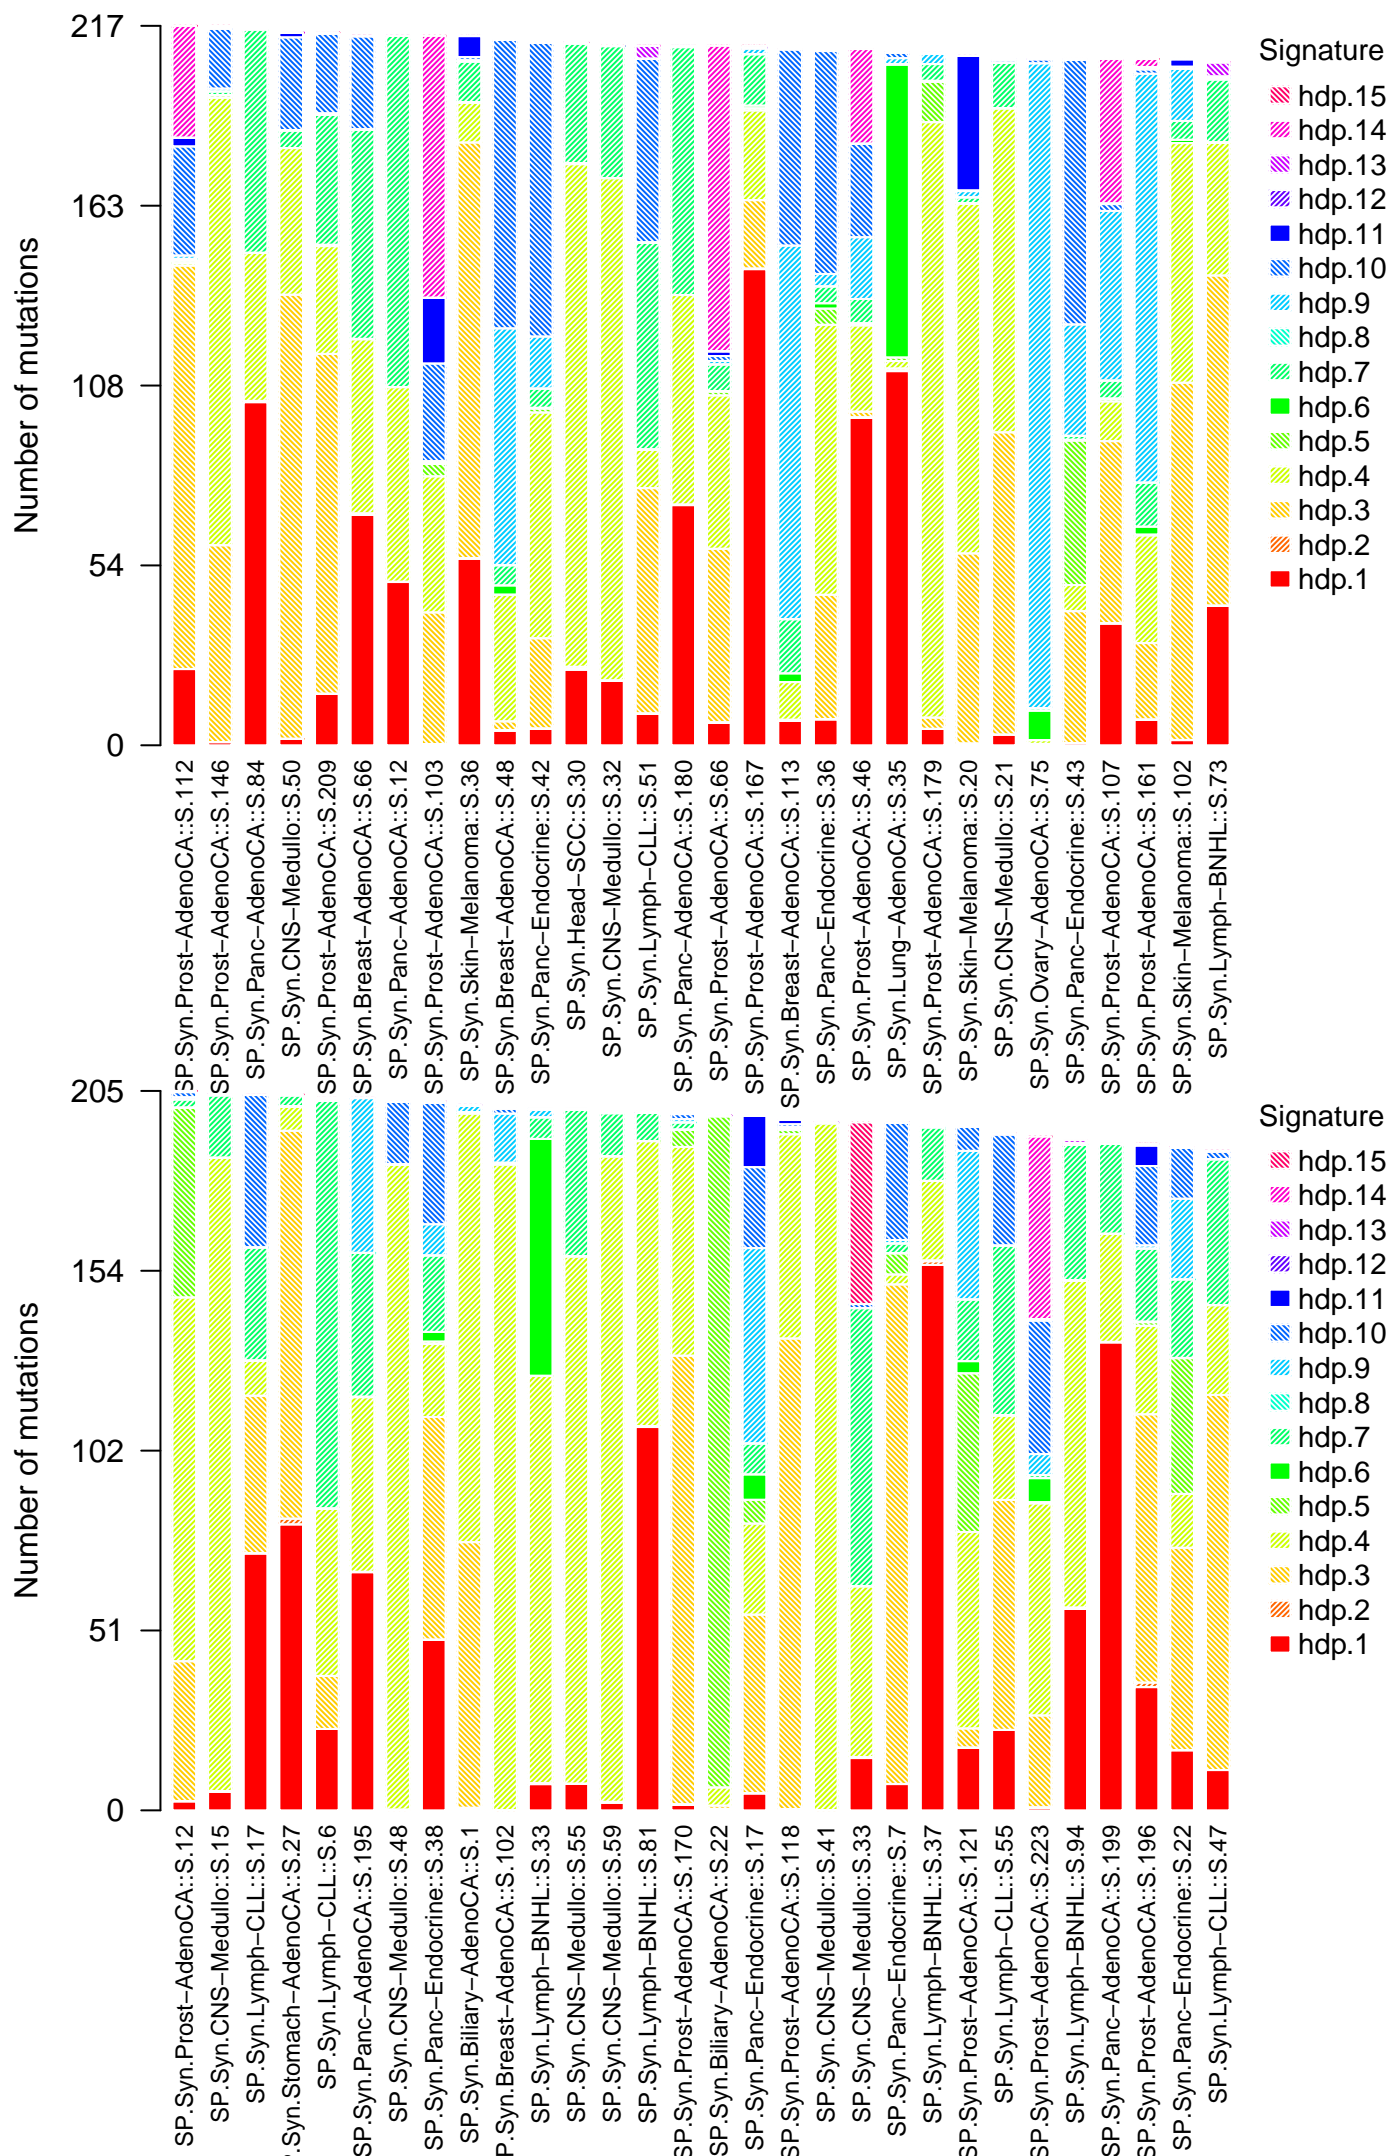 217
163
108
54
0
Number of mutations
Signature
hdp.15
hdp.14
hdp.13
hdp.12
hdp.11
hdp.10
hdp.9
hdp.8
hdp.7
hdp.6
hdp.5
hdp.4
hdp.3
hdp.2
hdp.1
SP.Syn.Prost−AdenoCA::S.112
SP.Syn.Prost−AdenoCA::S.146
SP.Syn.Panc−AdenoCA::S.84
SP.Syn.CNS−Medullo::S.50
SP.Syn.Prost−AdenoCA::S.209
SP.Syn.Breast−AdenoCA::S.66
SP.Syn.Panc−AdenoCA::S.12
SP.Syn.Prost−AdenoCA::S.103
SP.Syn.Skin−Melanoma::S.36
SP.Syn.Breast−AdenoCA::S.48
SP.Syn.Panc−Endocrine::S.42
SP.Syn.Head−SCC::S.30
SP.Syn.CNS−Medullo::S.32
SP.Syn.Lymph−CLL::S.51
SP.Syn.Panc−AdenoCA::S.180
SP.Syn.Prost−AdenoCA::S.66
SP.Syn.Prost−AdenoCA::S.167
SP.Syn.Breast−AdenoCA::S.113
SP.Syn.Panc−Endocrine::S.36
SP.Syn.Prost−AdenoCA::S.46
SP.Syn.Lung−AdenoCA::S.35
SP.Syn.Prost−AdenoCA::S.179
SP.Syn.Skin−Melanoma::S.20
SP.Syn.CNS−Medullo::S.21
SP.Syn.Ovary−AdenoCA::S.75
SP.Syn.Panc−Endocrine::S.43
SP.Syn.Prost−AdenoCA::S.107
SP.Syn.Prost−AdenoCA::S.161
SP.Syn.Skin−Melanoma::S.102
SP.Syn.Lymph−BNHL::S.73
205
154
102
51
0
Number of mutations
Signature
hdp.15
hdp.14
hdp.13
hdp.12
hdp.11
hdp.10
hdp.9
hdp.8
hdp.7
hdp.6
hdp.5
hdp.4
hdp.3
hdp.2
hdp.1
SP.Syn.Prost−AdenoCA::S.12
SP.Syn.CNS−Medullo::S.15
SP.Syn.Lymph−CLL::S.17
.Syn.Stomach−AdenoCA::S.27
SP.Syn.Lymph−CLL::S.6
SP.Syn.Panc−AdenoCA::S.195
SP.Syn.CNS−Medullo::S.48
SP.Syn.Panc−Endocrine::S.38
SP.Syn.Biliary−AdenoCA::S.1
P.Syn.Breast−AdenoCA::S.102
SP.Syn.Lymph−BNHL::S.33
SP.Syn.CNS−Medullo::S.55
SP.Syn.CNS−Medullo::S.59
SP.Syn.Lymph−BNHL::S.81
SP.Syn.Prost−AdenoCA::S.170
SP.Syn.Biliary−AdenoCA::S.22
SP.Syn.Panc−Endocrine::S.17
SP.Syn.Prost−AdenoCA::S.118
SP.Syn.CNS−Medullo::S.41
SP.Syn.CNS−Medullo::S.33
SP.Syn.Panc−Endocrine::S.7
SP.Syn.Lymph−BNHL::S.37
SP.Syn.Prost−AdenoCA::S.121
SP.Syn.Lymph−CLL::S.55
SP.Syn.Prost−AdenoCA::S.223
SP.Syn.Lymph−BNHL::S.94
SP.Syn.Panc−AdenoCA::S.199
SP.Syn.Prost−AdenoCA::S.196
SP.Syn.Panc−Endocrine::S.22
SP.Syn.Lymph−CLL::S.47